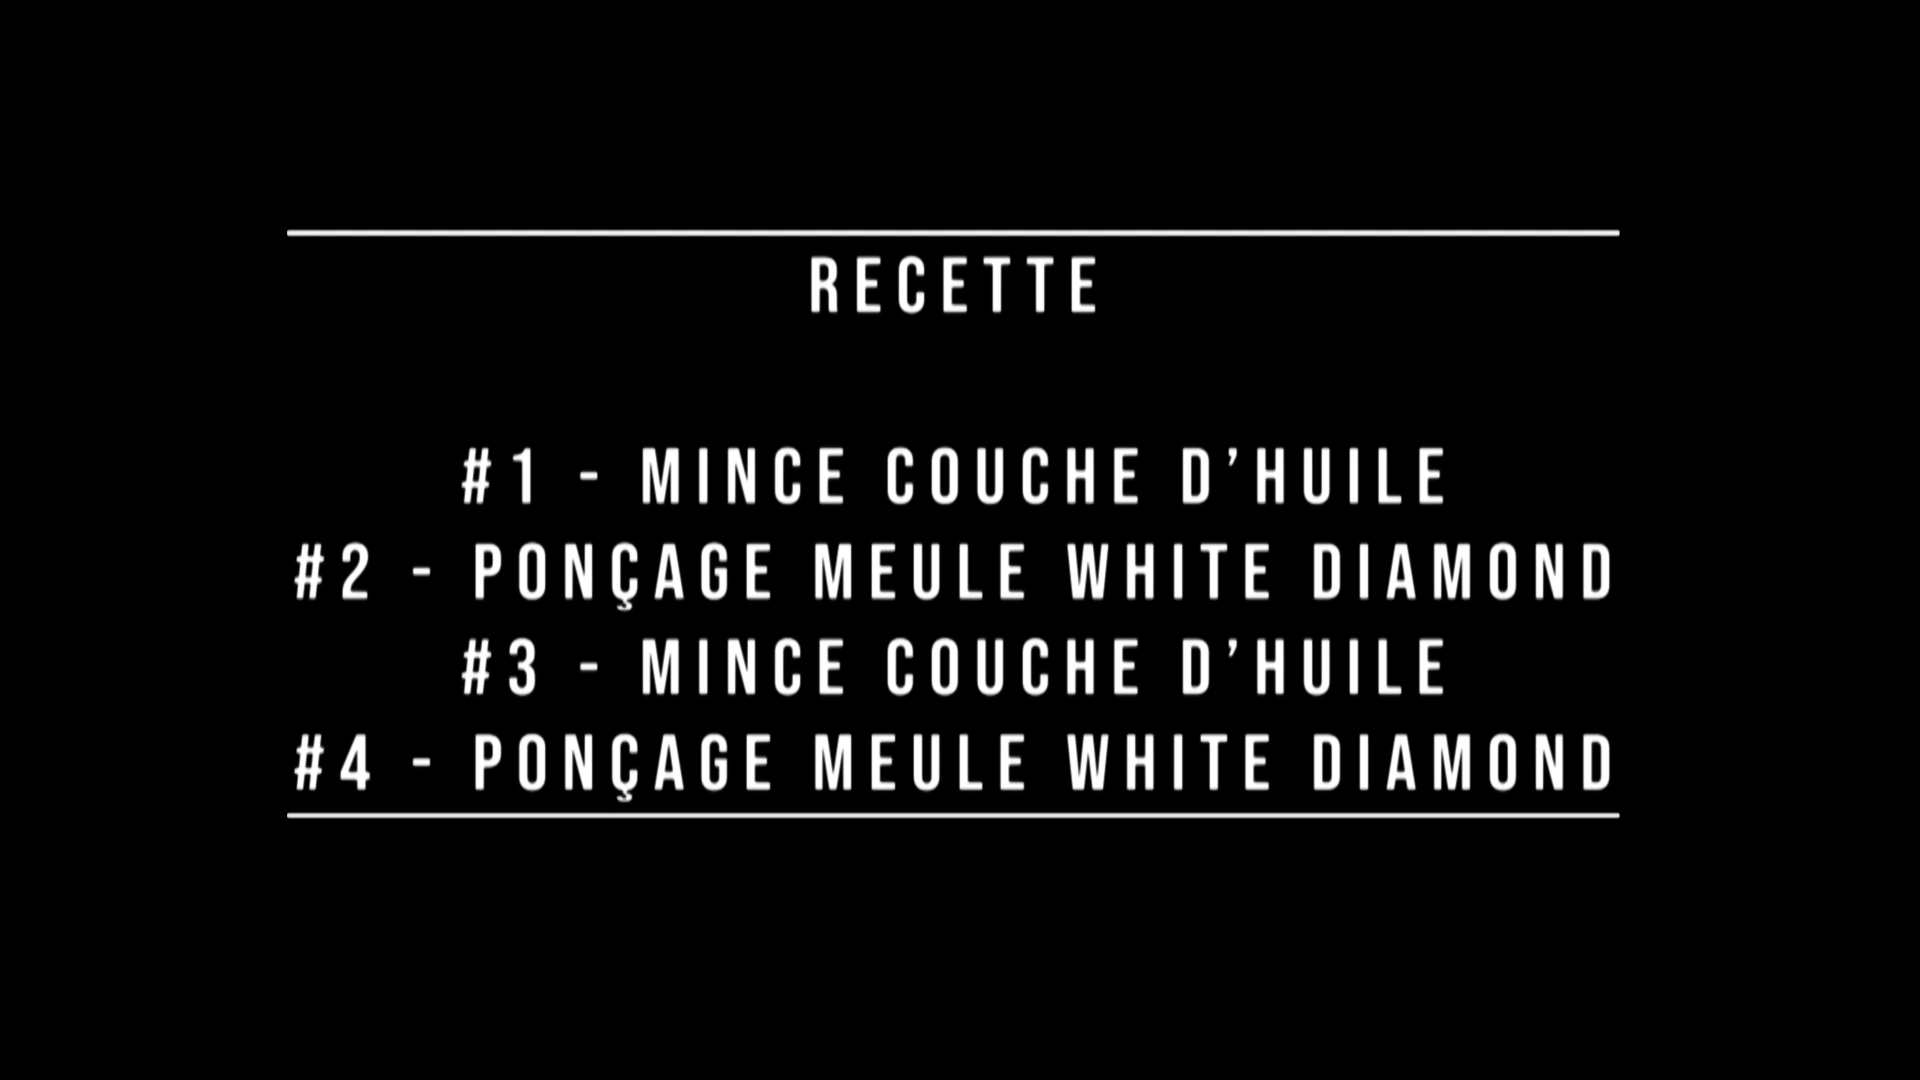 RECETTE
#1 - MINCE COUCHE D’HUILE
#2 - PONÇAGE MEULE WHITE DIAMOND
#3 - MINCE COUCHE D’HUILE
#4 - PONÇAGE MEULE WHITE DIAMOND